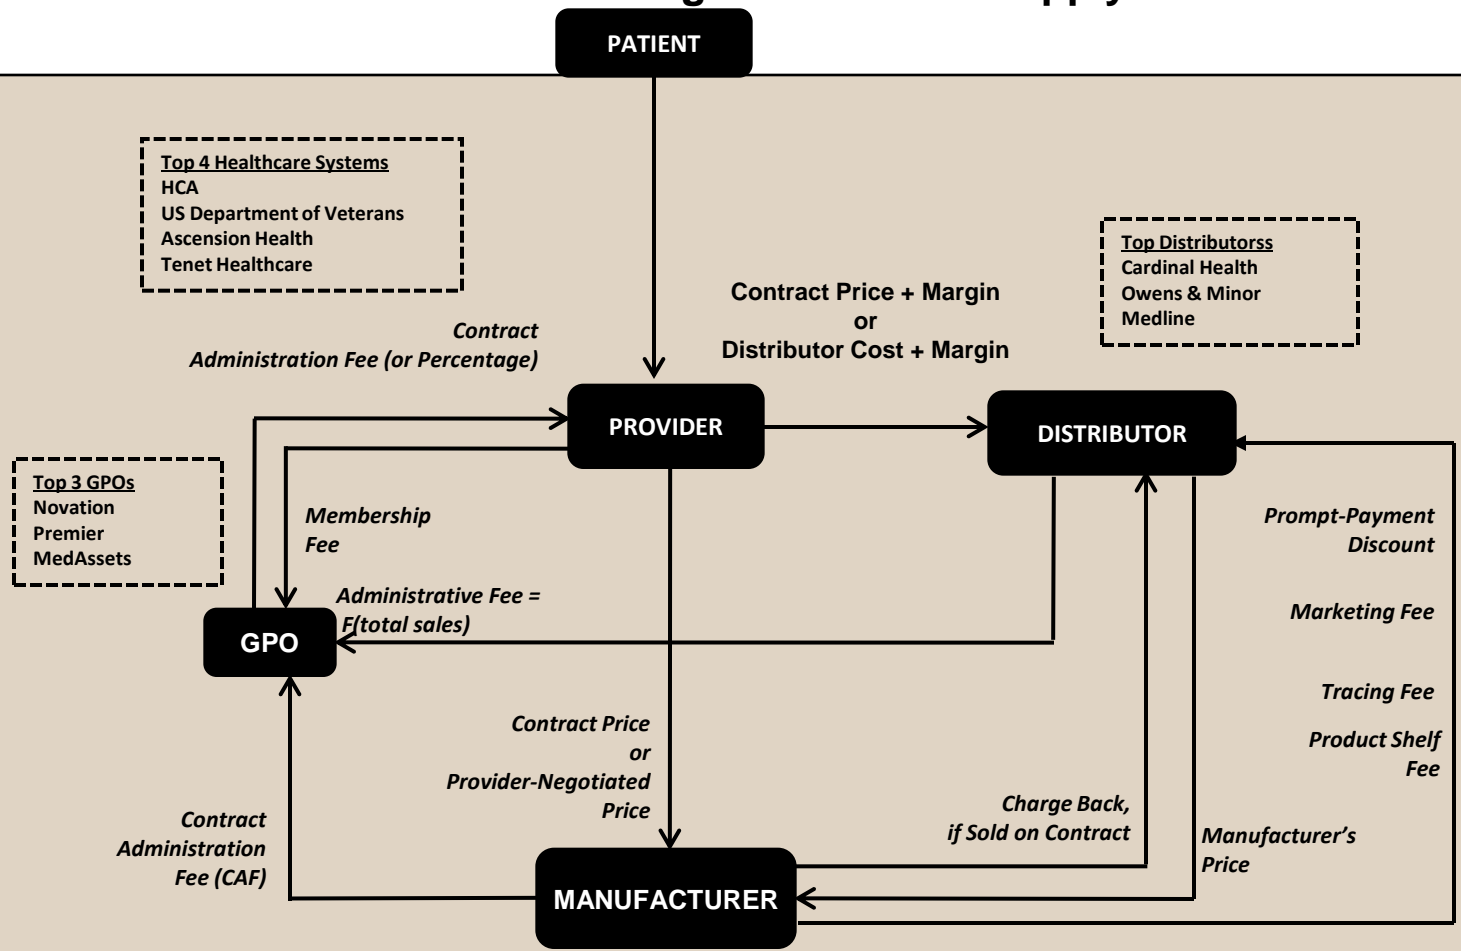 PATIENT
Top 4 Healthcare Systems
HCA
US Department of Veterans
Ascension Health
Tenet Healthcare
Top Distributorss
Cardinal Health
Owens & Minor
Medline
Contract Price + Margin
or
Distributor Cost + Margin
Contract
Administration Fee (or Percentage)
PROVIDER
DISTRIBUTOR
Top 3 GPOs
Novation
Premier
MedAssets
Membership
Fee
Prompt-Payment
Discount
Administrative Fee =
F(total sales)
Marketing Fee
GPO
Tracing Fee
Contract Price
or
Provider-Negotiated
Price
Product Shelf
Fee
Charge Back,
if Sold on Contract
Contract
Administration
Fee (CAF)
Manufacturer's
Price
MANUFACTURER